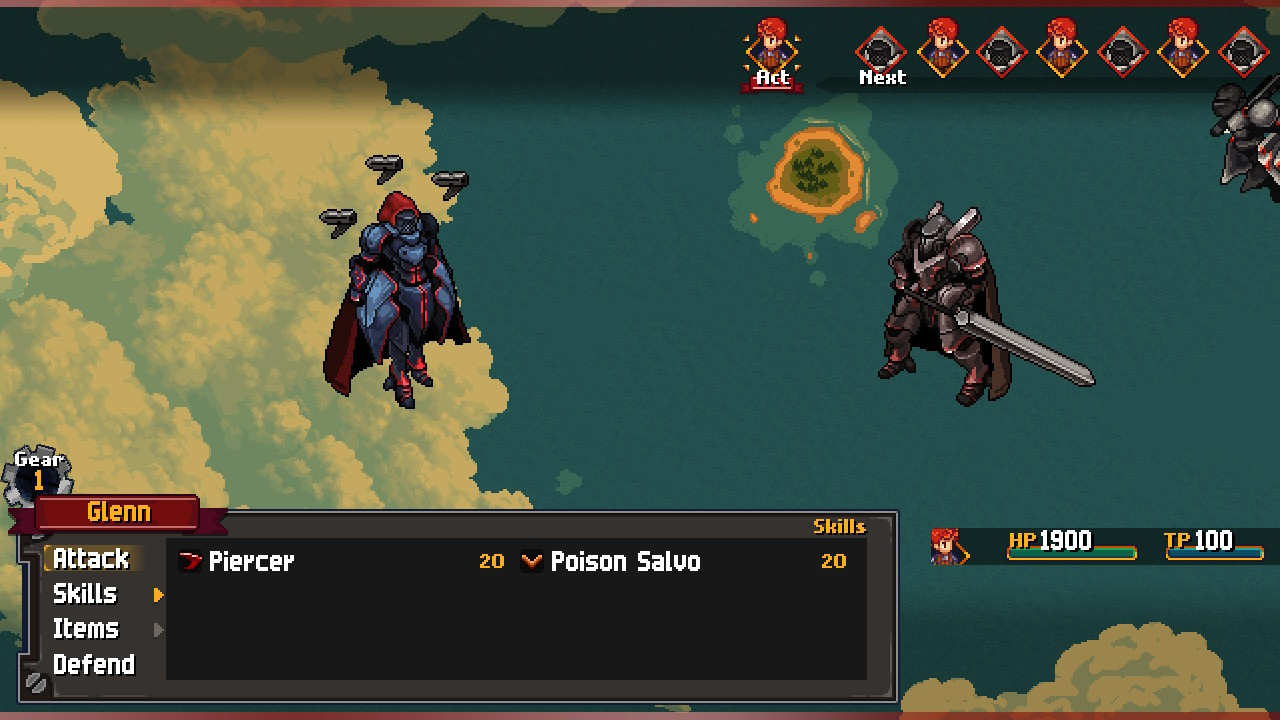 Act
Next
Gear
1
Glenn
Skills
Attack
Skills
Items
Defend
Piercer 20
Poison Salvo 20
HP 1900
TP 100